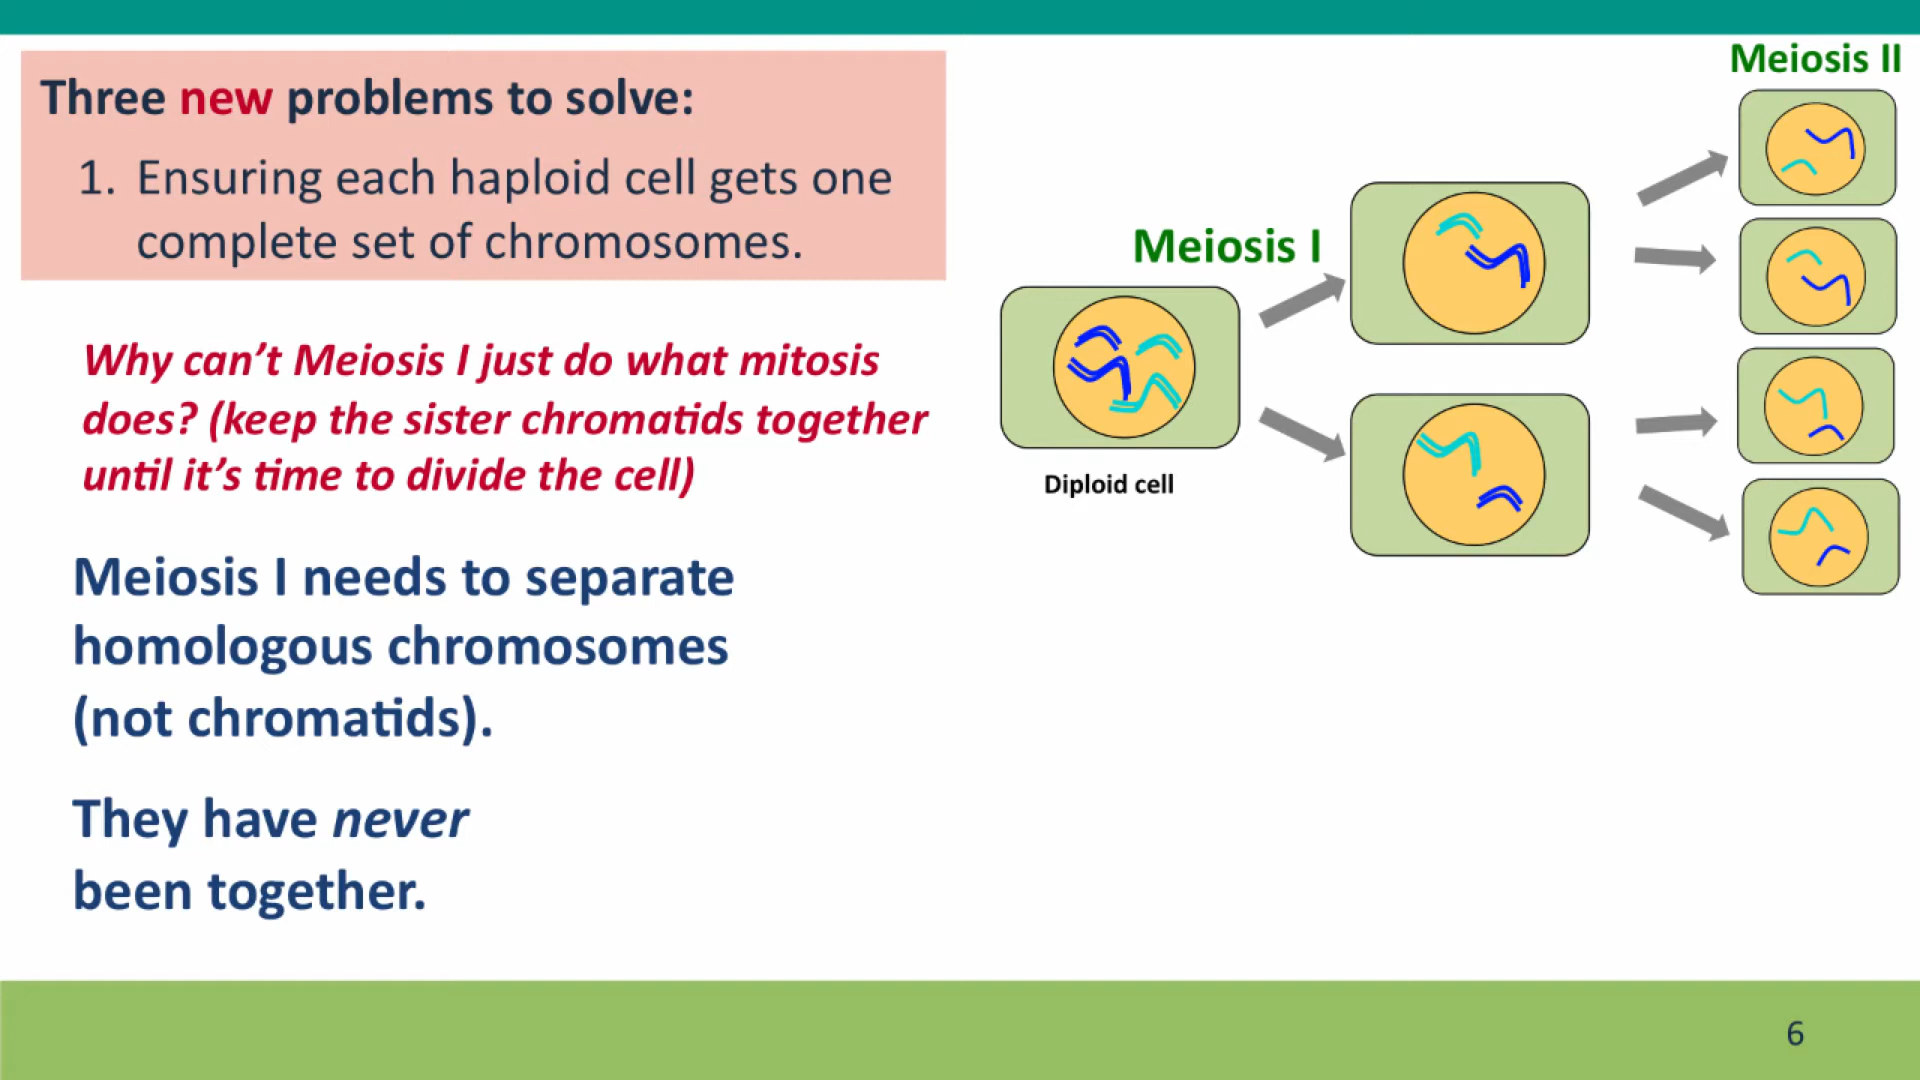 Three new problems to solve:
1. Ensuring each haploid cell gets one
complete set of chromosomes.
Why can't Meiosis I just do what mitosis
does? (keep the sister chromatids together
until it's time to divide the cell)
Meiosis I needs to separate
homologous chromosomes
(not chromatids).
They have never
been together.
Meiosis I
Diploid cell
Meiosis II
6